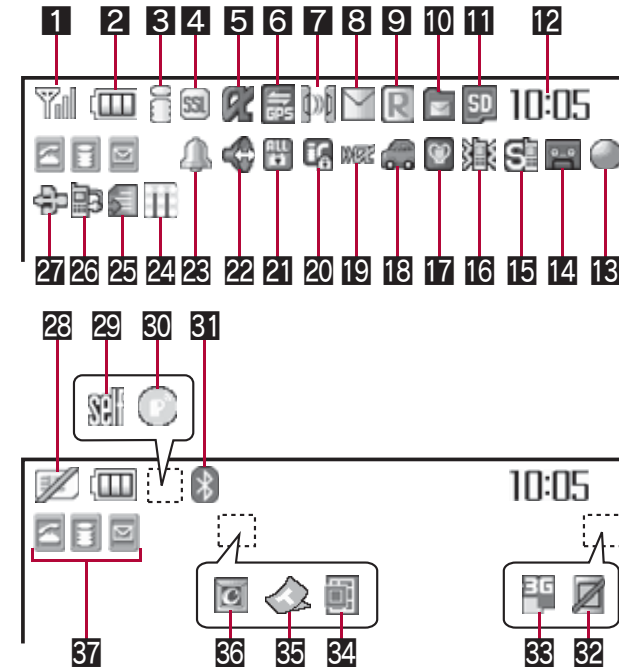 1 2 3 4 5 6 7 8 9 10 11 12
SSL α GPS R SD 10:05
ALL S
27 26 25 24 23 22 21 20 19 18 17 16 15 14 13
28 29 30 31
self P
10:05
3G
37 36 35 34 33 32